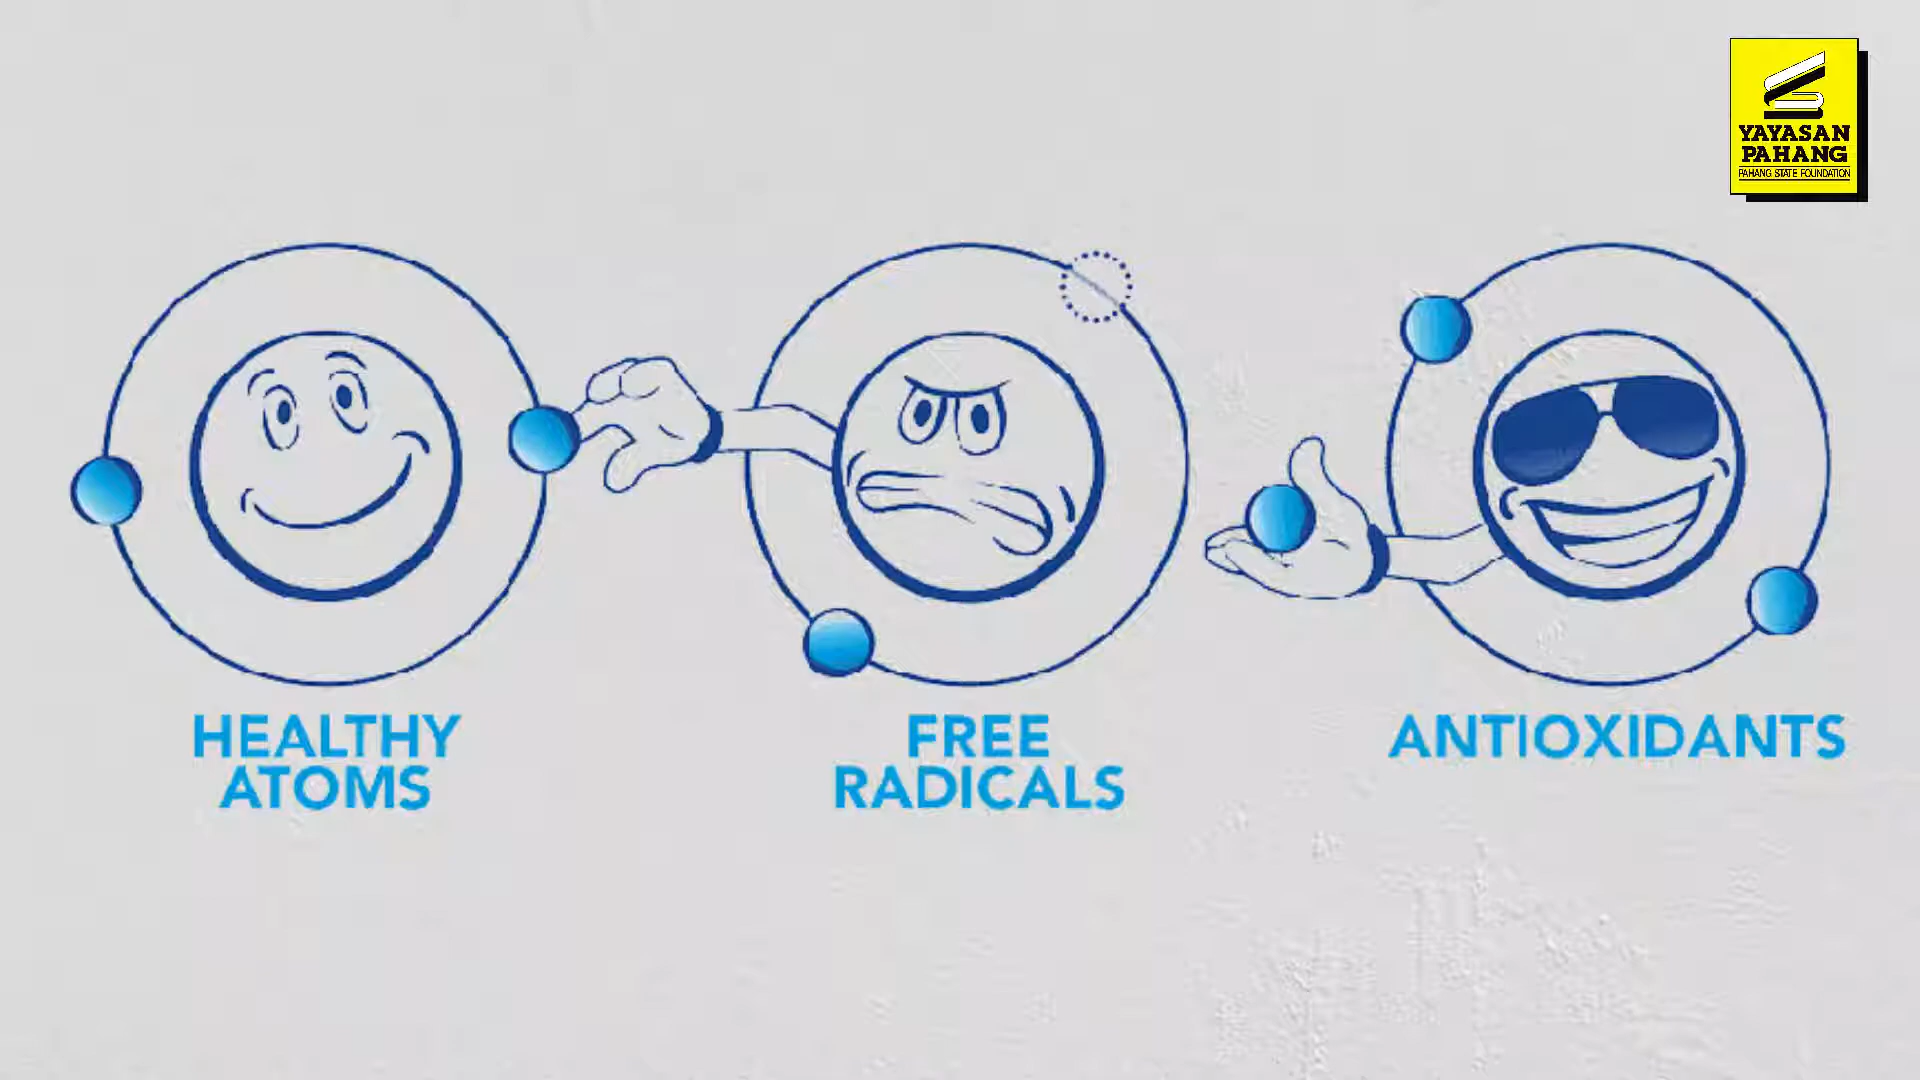 YAYASAN
PAHANG
PAHANG STATE FOUNDATION
HEALTHY
ATOMS
FREE
RADICALS
ANTIOXIDANTS